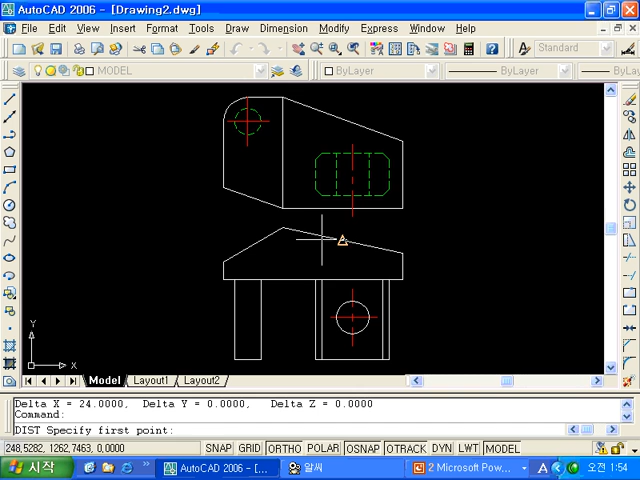 AutoCAD 2006 - [Drawing2.dwg]
File Edit View Insert Format Tools Draw Dimension Modify Express Window Help
Standard
MODEL ByLayer ByLayer ByLay
Y
X
Model Layout1 Layout2
Delta X = 24.0000, Delta Y = 0.0000, Delta Z = 0.0000
Command:
DIST Specify first point:
248,5282, 1262,7463, 0,0000 SNAP GRID ORTHO POLAR OSNAP OTRACK DYN LWT MODEL
시작 AutoCAD 2006 - [... 알씨 2 Microsoft Pow... A 오전 1:54